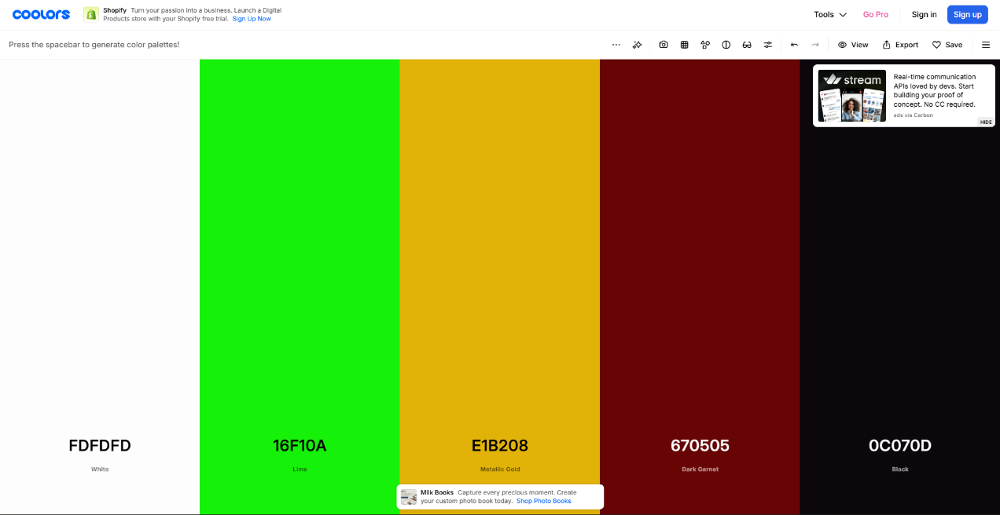 coolors
Shopify Turn your passion into a business. Launch a Digital
Products store with your Shopify free trial. Sign Up Now
Tools
Go Pro
Sign in
Sign up
Press the spacebar to generate color palettes!
View
Export
Save
stream
Real-time communication
APIs loved by devs. Start
building your proof of
concept. No CC required.
ads via Carbon
HIDE
FDFDFD
White
16F10A
Lime
E1B208
Metallic Gold
670505
Dark Garnet
0C070D
Black
Milk Books Capture every precious moment. Create
your custom photo book today. Shop Photo Books